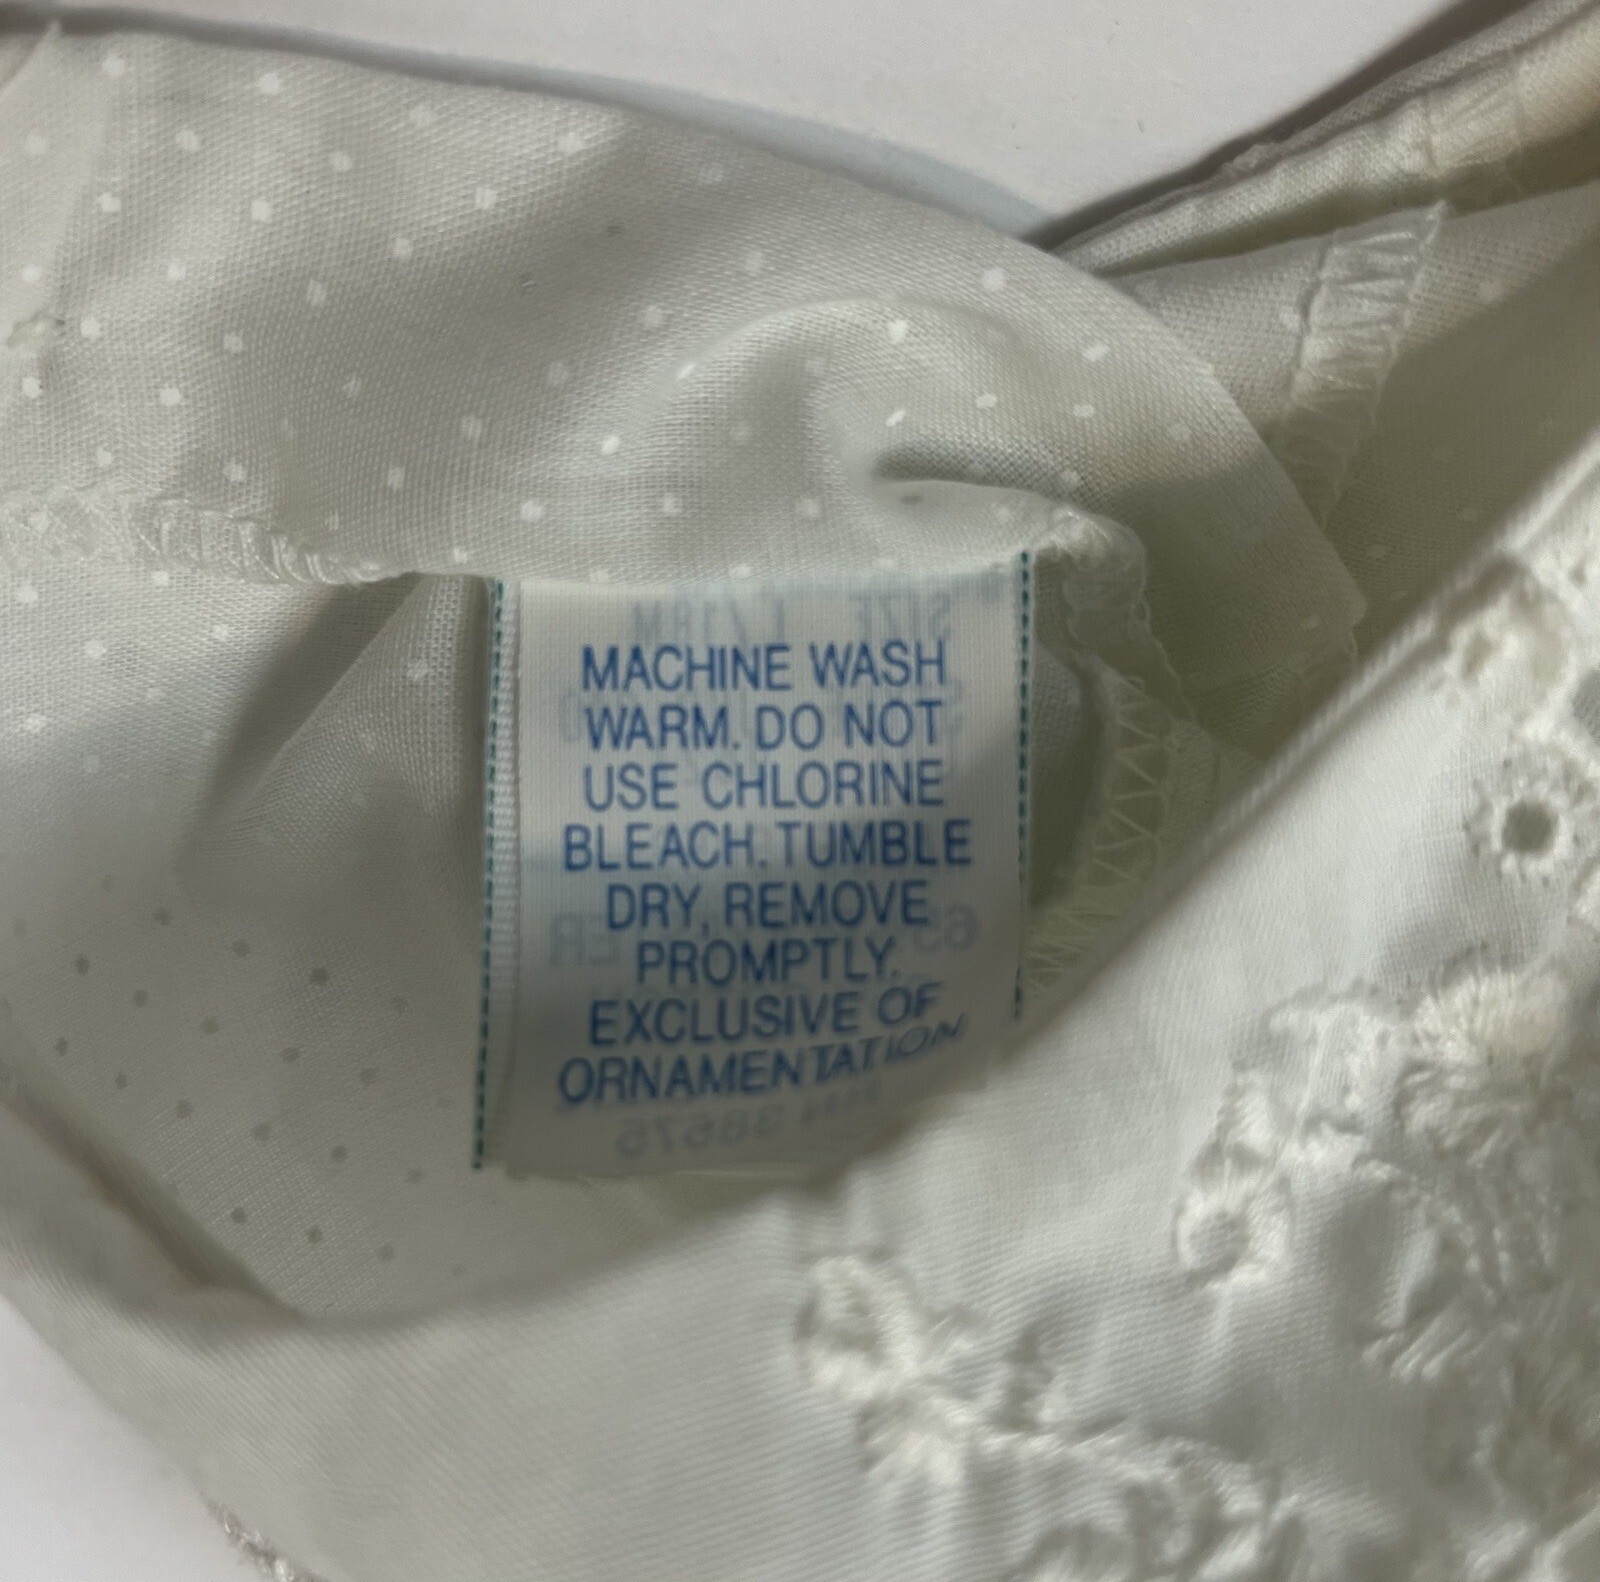 MACHINE WASH
WARM. DO NOT
USE CHLORINE
BLEACH. TUMBLE
DRY, REMOVE
PROMPTLY.
EXCLUSIVE OF
ORNAMENTATION